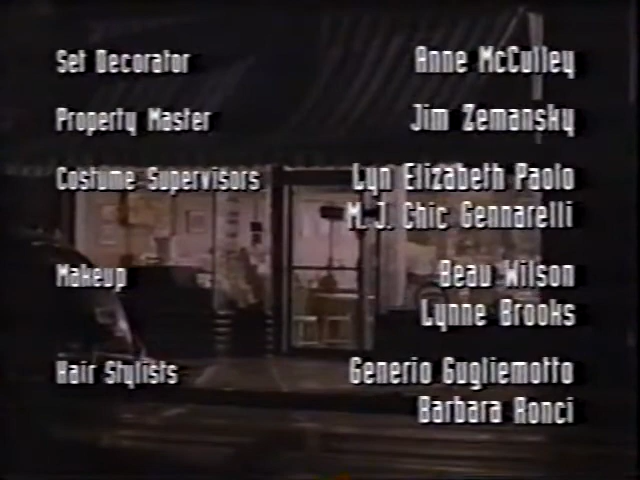 Set Decorator Anne McCulley
Property Master Jim Zemansky
Costume Supervisors Lyn Elizabeth Paolo
M. J. Chic Gennarelli
Makeup Beau Wilson
Lynne Brooks
Hair Stylists Generio Gugliemotto
Barbara Ronci